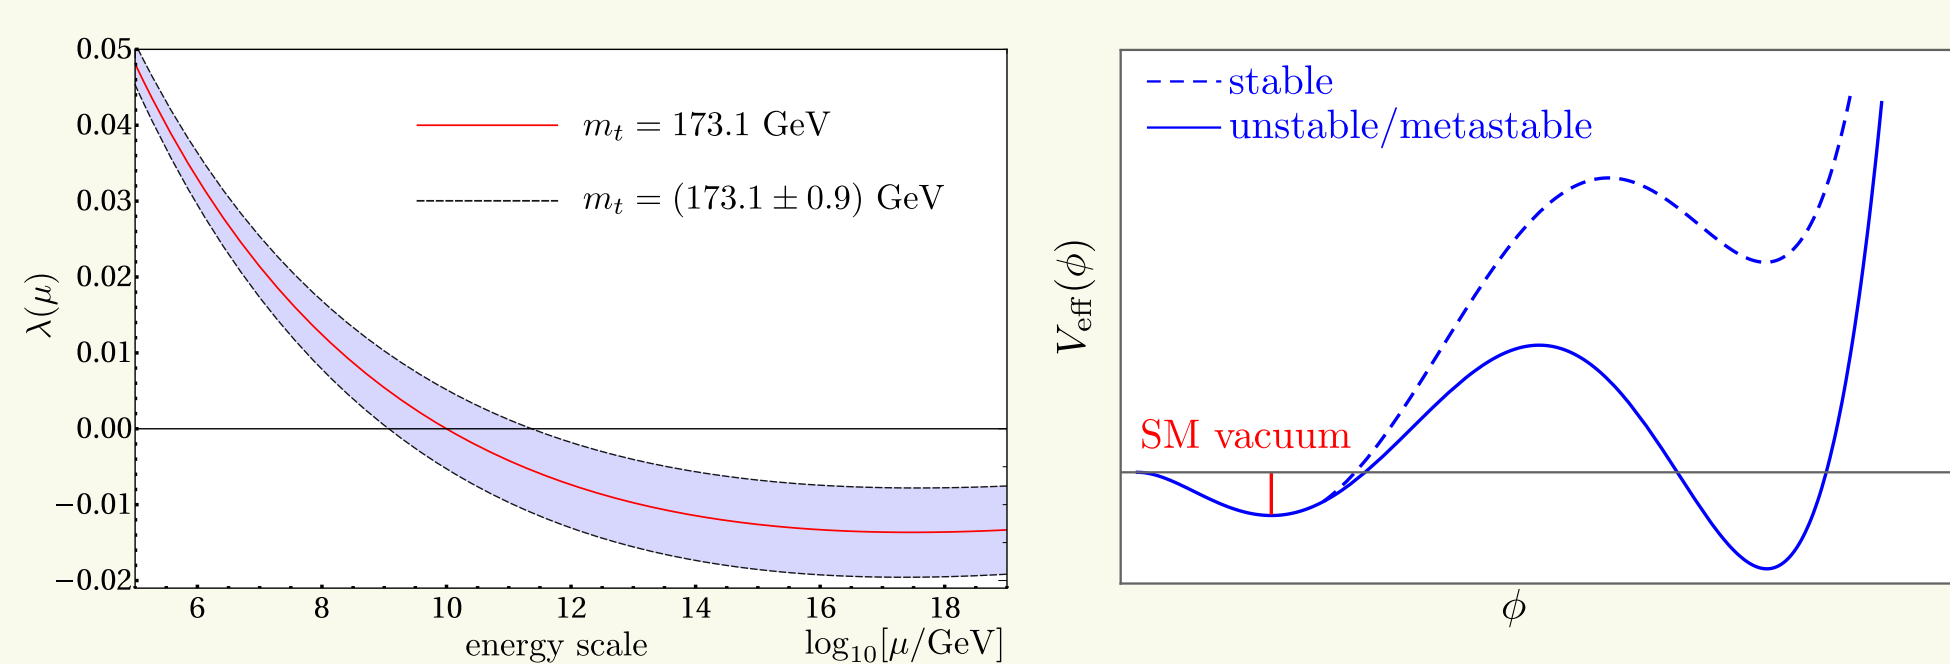 0.05
0.04
0.03
0.02
0.01
0.00
−0.01
−0.02
λ(μ)
m_t = 173.1 GeV
m_t = (173.1 ± 0.9) GeV
6 8 10 12 14 16 18
energy scale log₁₀[μ/GeV]
stable
unstable/metastable
V_eff(ϕ)
SM vacuum
ϕ